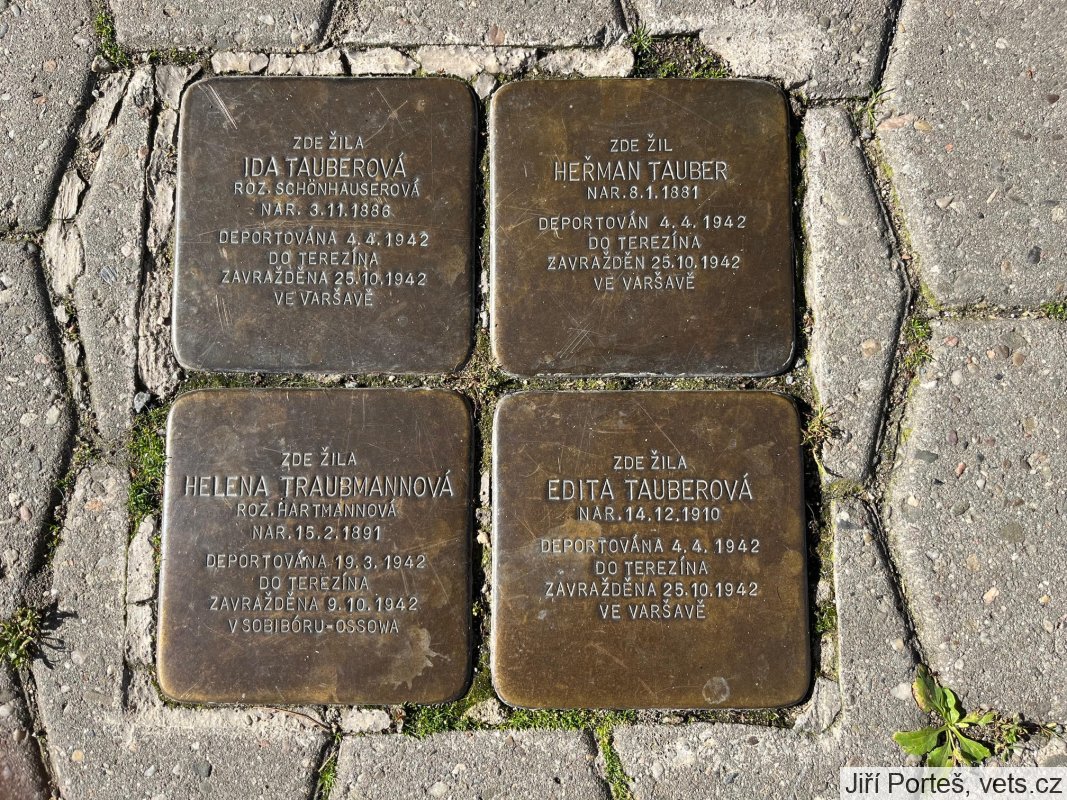 ZDE ŽILA
IDA TAUBEROVÁ
ROZ. SCHÖNHAUSEROVÁ
NAR. 3.11.1886
DEPORTOVÁNA 4.4.1942
DO TEREZÍNA
ZAVRAŽDĚNA 25.10.1942
VE VARŠAVĚ
ZDE ŽIL
HEŘMAN TAUBER
NAR.8.1.1881
DEPORTOVÁN 4.4.1942
DO TEREZÍNA
ZAVRAŽDĚN 25.10.1942
VE VARŠAVĚ
ZDE ŽILA
HELENA TRAUBMANNOVÁ
ROZ.HARTMANNOVÁ
NAR.15.2.1891
DEPORTOVÁNA 19.3.1942
DO TEREZÍNA
ZAVRAŽDĚNA 9.10.1942
V SOBIBÓRU-OSSOWA
ZDE ŽILA
EDITA TAUBEROVÁ
NAR.14.12.1910
DEPORTOVÁNA 4.4.1942
DO TEREZÍNA
ZAVRAŽDĚNA 25.10.1942
VE VARŠAVĚ
Jiří Porteš, vets.cz